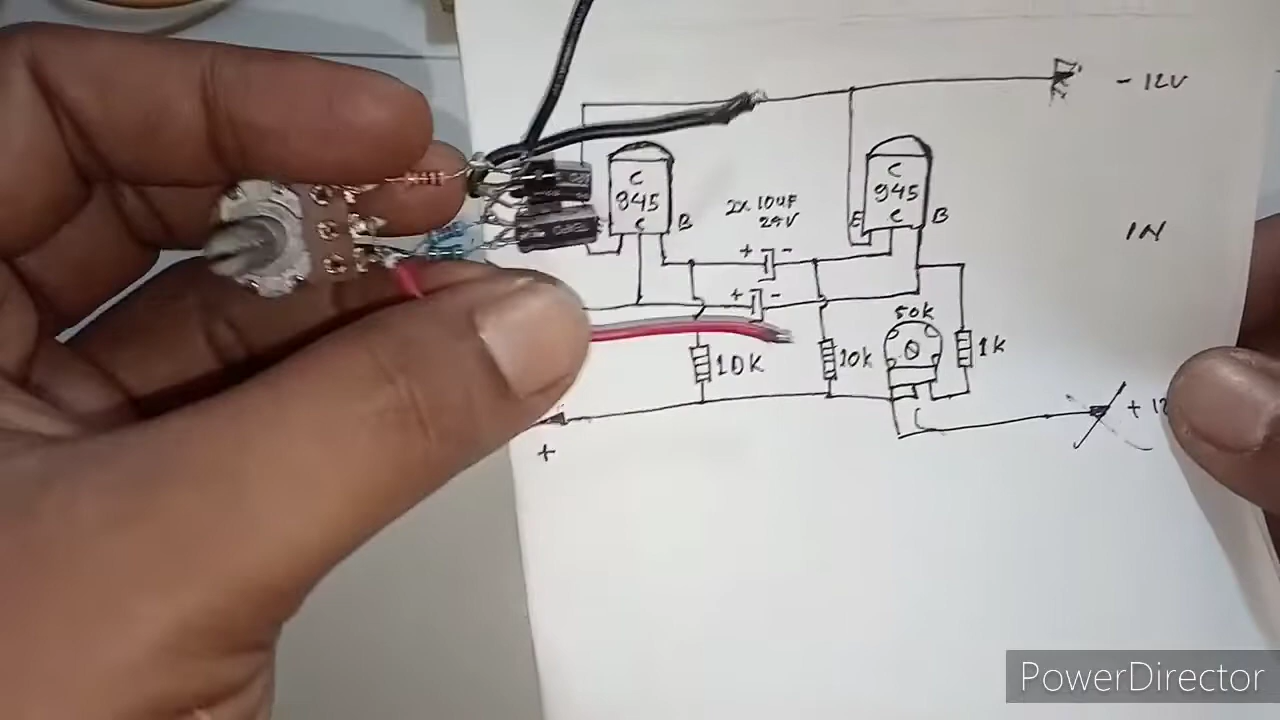 - 12V
C
945
C
B
2x 10UF
24V
C
945
E
C
B
IN
+
-
+
-
50K
10K
10K
1K
+ 12
+
PowerDirector